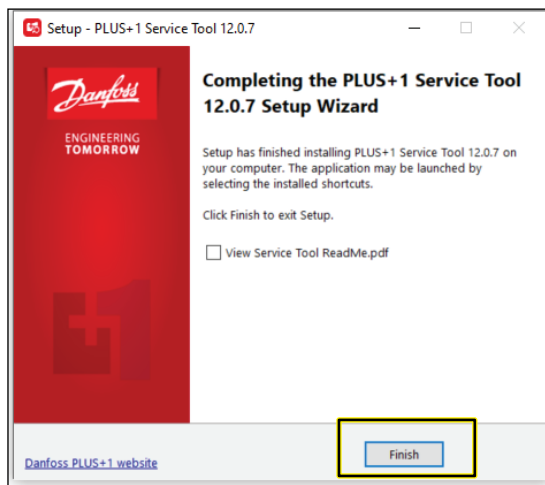 Setup - PLUS+1 Service Tool 12.0.7
Danfoss
ENGINEERING
TOMORROW
Completing the PLUS+1 Service Tool
12.0.7 Setup Wizard
Setup has finished installing PLUS+1 Service Tool 12.0.7 on
your computer. The application may be launched by
selecting the installed shortcuts.
Click Finish to exit Setup.
View Service Tool ReadMe.pdf
+1
Danfoss PLUS+1 website
Finish